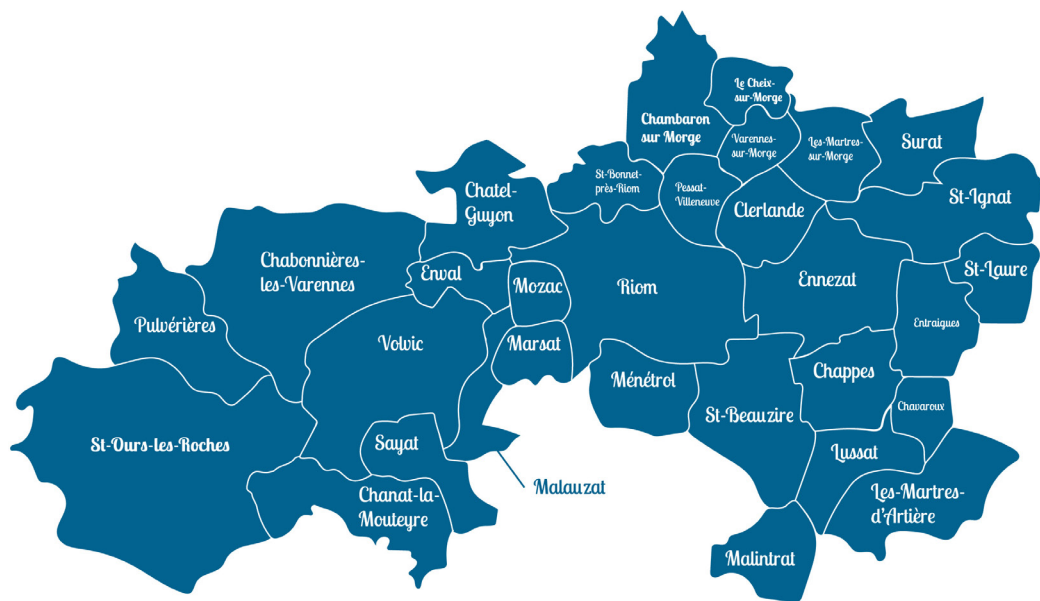 Le Cheix-
sur-Morge
Chambaron
sur Morge
Varennes-
sur-Morge
Les-Martres-
sur-Morge
Surat
St-Bonnet-
près-Riom
Pessat-
Villeneuve
Chatel-
Guyon
Clerlande
St-Ignat
Chabonnières-
les-Varennes
Enval
Mozac
Riom
Ennezat
St-Laure
Pulvérières
Volvic
Marsat
Entraigues
Ménétrol
Chappes
St-Beauzire
Chavaroux
St-Ours-les-Roches
Sayat
Lussat
Malauzat
Chanat-la-
Mouteyre
Les-Martres-
d'Artière
Malintrat